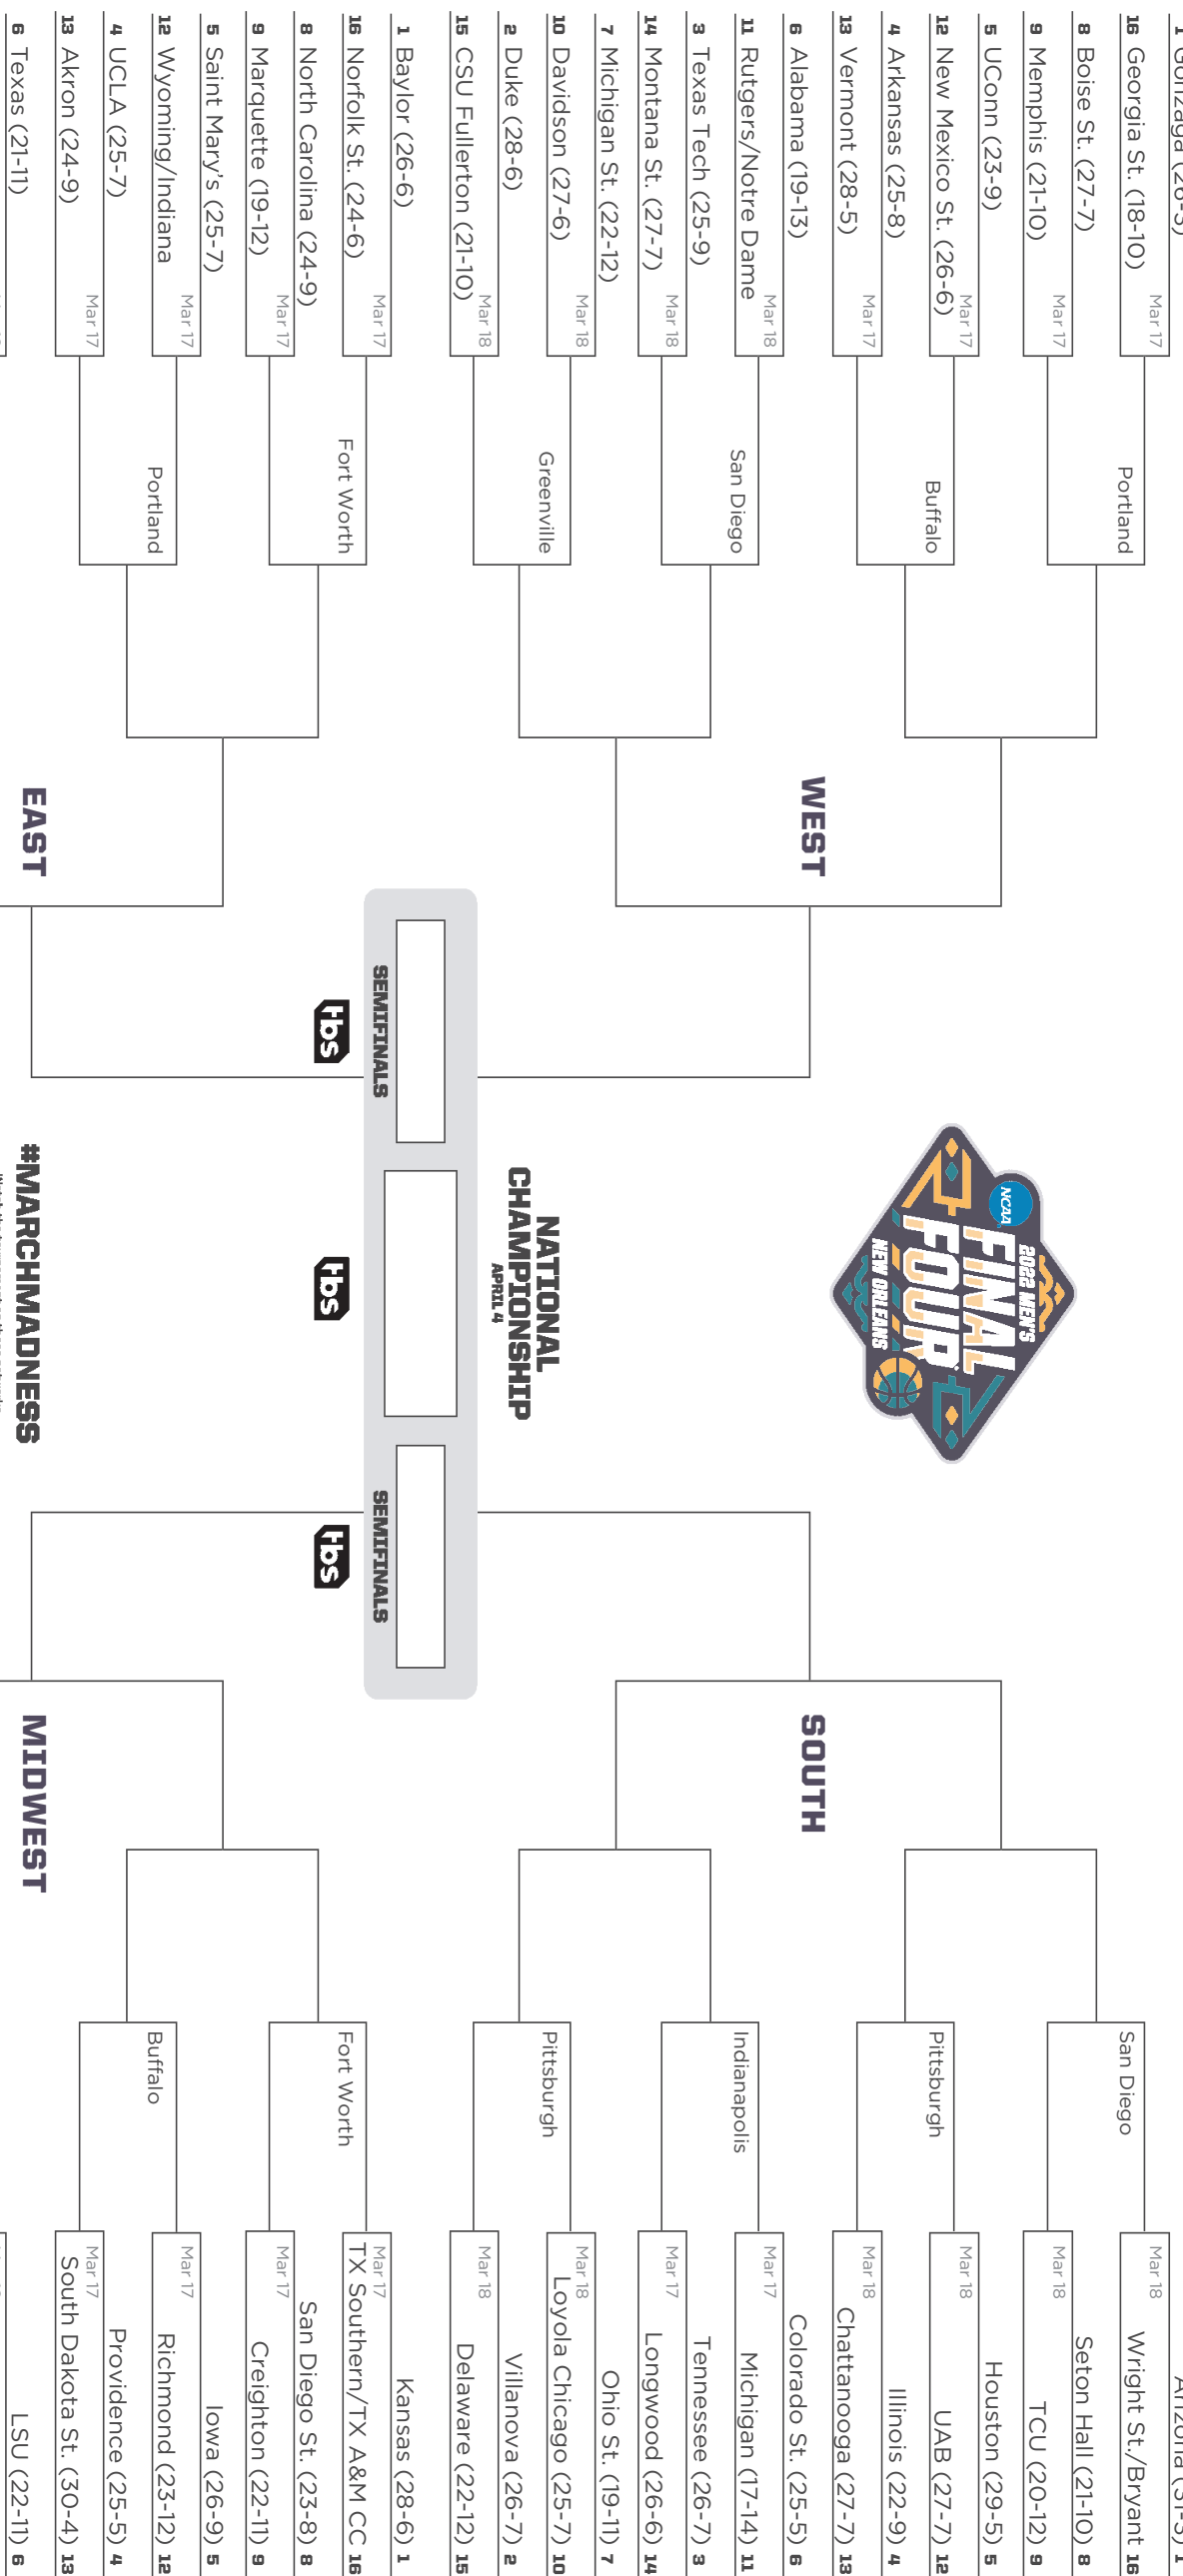 1 Gonzaga (26-3)
Mar 17
16 Georgia St. (18-10)
Portland
8 Boise St. (27-7)
Mar 17
9 Memphis (21-10)
5 UConn (23-9)
Mar 17
12 New Mexico St. (26-6)
Buffalo
4 Arkansas (25-8)
Mar 17
13 Vermont (28-5)
WEST
6 Alabama (19-13)
Mar 18
11 Rutgers/Notre Dame
San Diego
3 Texas Tech (25-9)
Mar 18
14 Montana St. (27-7)
7 Michigan St. (22-12)
Mar 18
10 Davidson (27-6)
Greenville
2 Duke (28-6)
Mar 18
15 CSU Fullerton (21-10)
1 Baylor (26-6)
Mar 17
16 Norfolk St. (24-6)
Fort Worth
8 North Carolina (24-9)
Mar 17
9 Marquette (19-12)
5 Saint Mary's (25-7)
Mar 17
12 Wyoming/Indiana
Portland
4 UCLA (25-7)
Mar 17
13 Akron (24-9)
EAST
6 Texas (21-11)
NCAA
2022 MEN'S
FINAL
FOUR
NEW ORLEANS
NATIONAL
CHAMPIONSHIP
APRIL 4
SEMIFINALS
SEMIFINALS
tbs
tbs
tbs
#MARCHMADNESS
Arizona (31-3) 1
Mar 18
Wright St./Bryant 16
San Diego
Seton Hall (21-10) 8
Mar 18
TCU (20-12) 9
Houston (29-5) 5
Mar 18
UAB (27-7) 12
Pittsburgh
Illinois (22-9) 4
Mar 18
Chattanooga (27-7) 13
SOUTH
Colorado St. (25-5) 6
Mar 17
Michigan (17-14) 11
Indianapolis
Tennessee (26-7) 3
Mar 17
Longwood (26-6) 14
Ohio St. (19-11) 7
Mar 18
Loyola Chicago (25-7) 10
Pittsburgh
Villanova (26-7) 2
Mar 18
Delaware (22-12) 15
Kansas (28-6) 1
Mar 17
TX Southern/TX A&M CC 16
Fort Worth
San Diego St. (23-8) 8
Mar 17
Creighton (22-11) 9
Iowa (26-9) 5
Mar 17
Richmond (23-12) 12
Buffalo
Providence (25-5) 4
Mar 17
South Dakota St. (30-4) 13
MIDWEST
LSU (22-11) 6